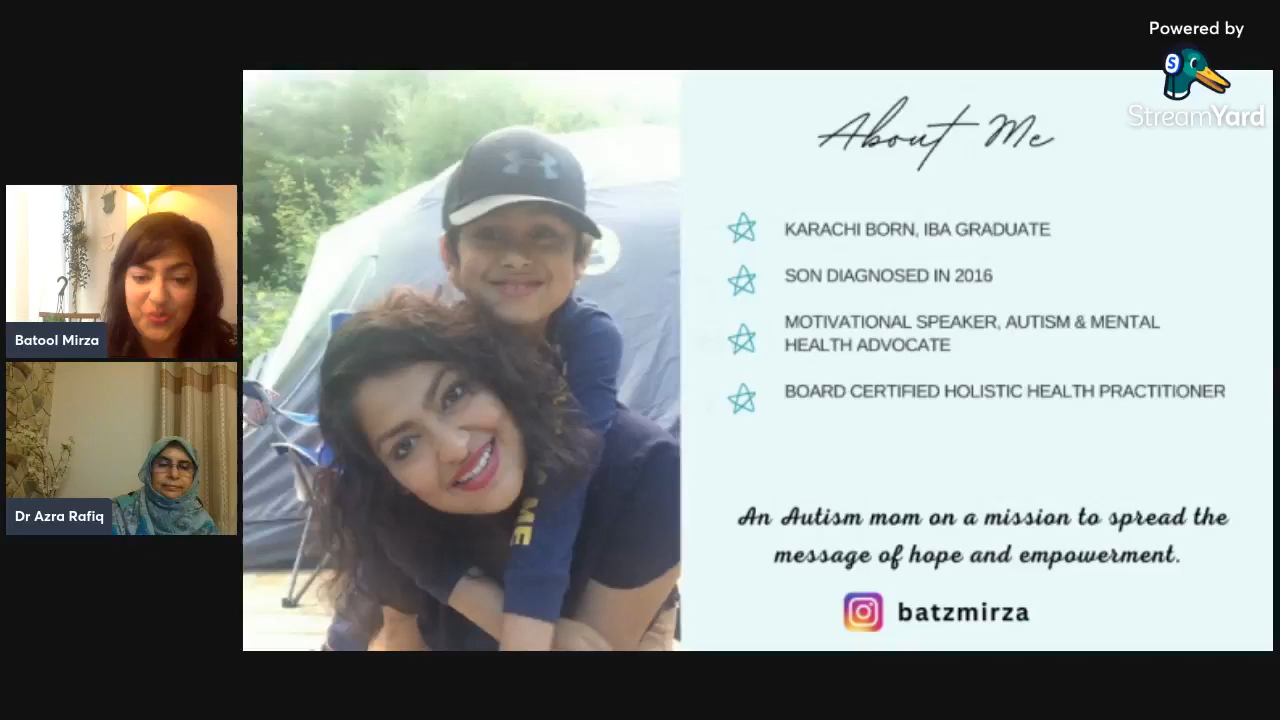 Powered by
StreamYard
S
About Me
KARACHI BORN, IBA GRADUATE
SON DIAGNOSED IN 2016
MOTIVATIONAL SPEAKER, AUTISM & MENTAL
HEALTH ADVOCATE
BOARD CERTIFIED HOLISTIC HEALTH PRACTITIONER
An Autism mom on a mission to spread the
message of hope and empowerment.
batzmirza
Batool Mirza
Dr Azra Rafiq
ME